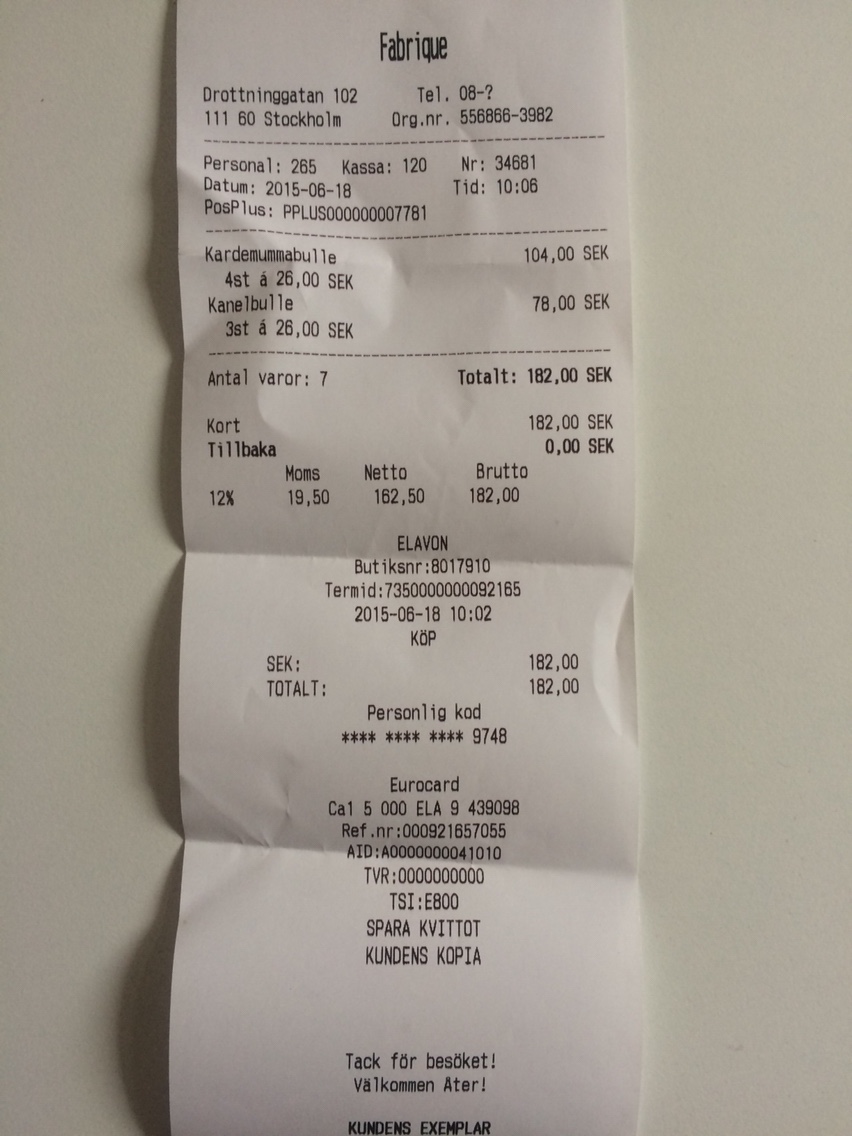 Fabrique
Drottninggatan 102 Tel. 08-?
111 60 Stockholm Org.nr. 556866-3982
Personal: 265 Kassa: 120 Nr: 34681
Datum: 2015-06-18 Tid: 10:06
PosPlus: PPLUS000000007781
Kardemummabulle 104,00 SEK
4st á 26,00 SEK
Kanelbulle 78,00 SEK
3st á 26,00 SEK
Antal varor: 7 Totalt: 182,00 SEK
Kort 182,00 SEK
Tillbaka 0,00 SEK
Moms Netto Brutto
12% 19,50 162,50 182,00
ELAVON
Butiksnr:8017910
Termid:7350000000092165
2015-06-18 10:02
KöP
SEK: 182,00
TOTALT: 182,00
Personlig kod
**** **** **** 9748
Eurocard
Ca1 5 000 ELA 9 439098
Ref.nr:000921657055
AID:A0000000041010
TVR:0000000000
TSI:E800
SPARA KVITTOT
KUNDENS KOPIA
Tack för besöket!
Välkommen Åter!
KUNDENS EXEMPLAR